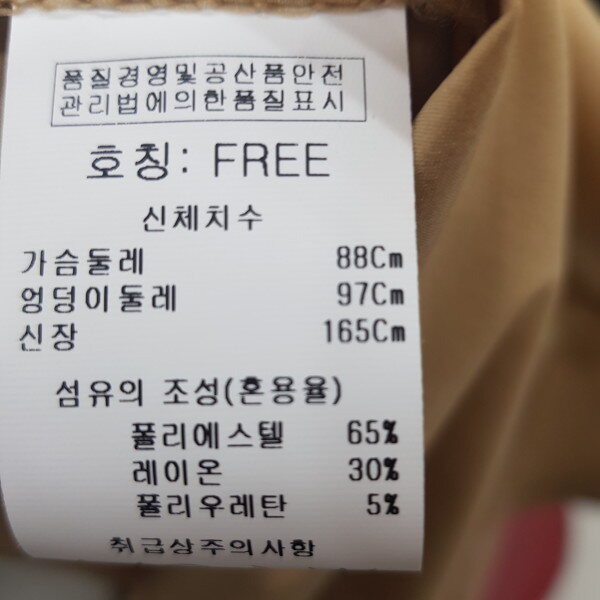 품질경영및공산품안전
관리법에의한품질표시
호칭: FREE
신체치수
가슴둘레 88Cm
엉덩이둘레 97Cm
신장 165Cm
섬유의 조성(혼용율)
폴리에스텔 65%
레이온 30%
폴리우레탄 5%
취급상주의사항